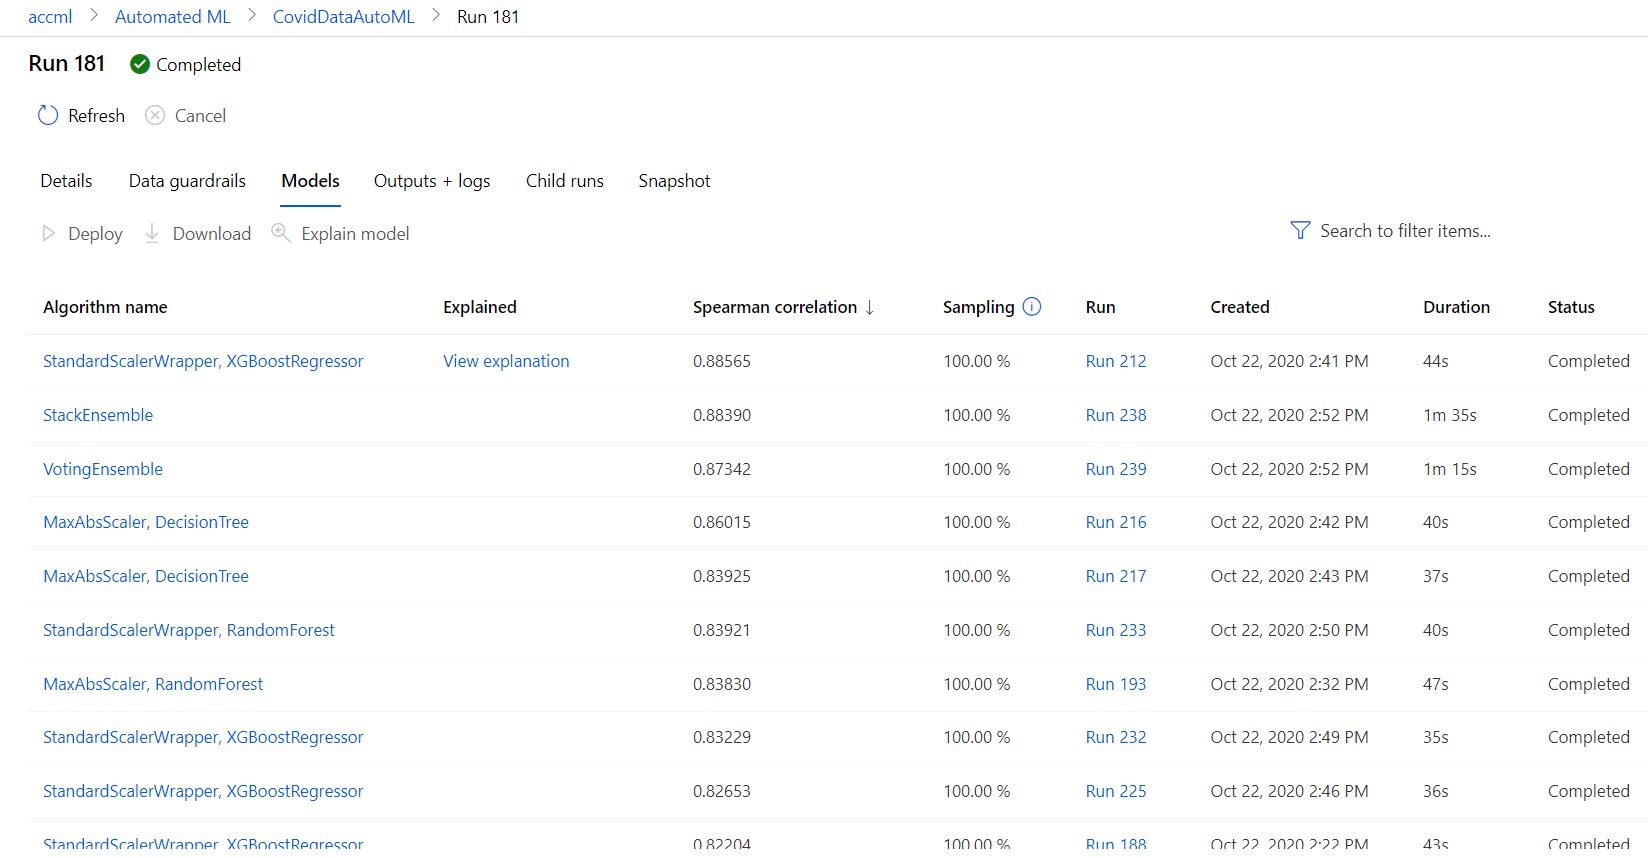 accml > Automated ML > CovidDataAutoML > Run 181
Run 181 Completed
Refresh Cancel
Details Data guardrails Models Outputs + logs Child runs Snapshot
Deploy Download Explain model Search to filter items...
Algorithm name Explained Spearman correlation ↓ Sampling Run Created Duration Status
StandardScalerWrapper, XGBoostRegressor View explanation 0.88565 100.00 % Run 212 Oct 22, 2020 2:41 PM 44s Completed
StackEnsemble 0.88390 100.00 % Run 238 Oct 22, 2020 2:52 PM 1m 35s Completed
VotingEnsemble 0.87342 100.00 % Run 239 Oct 22, 2020 2:52 PM 1m 15s Completed
MaxAbsScaler, DecisionTree 0.86015 100.00 % Run 216 Oct 22, 2020 2:42 PM 40s Completed
MaxAbsScaler, DecisionTree 0.83925 100.00 % Run 217 Oct 22, 2020 2:43 PM 37s Completed
StandardScalerWrapper, RandomForest 0.83921 100.00 % Run 233 Oct 22, 2020 2:50 PM 40s Completed
MaxAbsScaler, RandomForest 0.83830 100.00 % Run 193 Oct 22, 2020 2:32 PM 47s Completed
StandardScalerWrapper, XGBoostRegressor 0.83229 100.00 % Run 232 Oct 22, 2020 2:49 PM 35s Completed
StandardScalerWrapper, XGBoostRegressor 0.82653 100.00 % Run 225 Oct 22, 2020 2:46 PM 36s Completed
StandardScalerWrapper, XGBoostRegressor 0.82204 100.00 % Run 188 Oct 22, 2020 2:22 PM 43s Completed